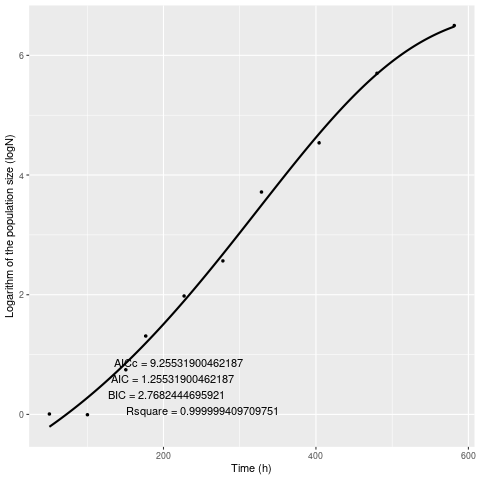 Logarithm of the population size (logN)
6
4
2
0
AICc = 9.25531900462187
AIC = 1.25531900462187
BIC = 2.7682444695921
Rsquare = 0.999999409709751
200
400
600
Time (h)